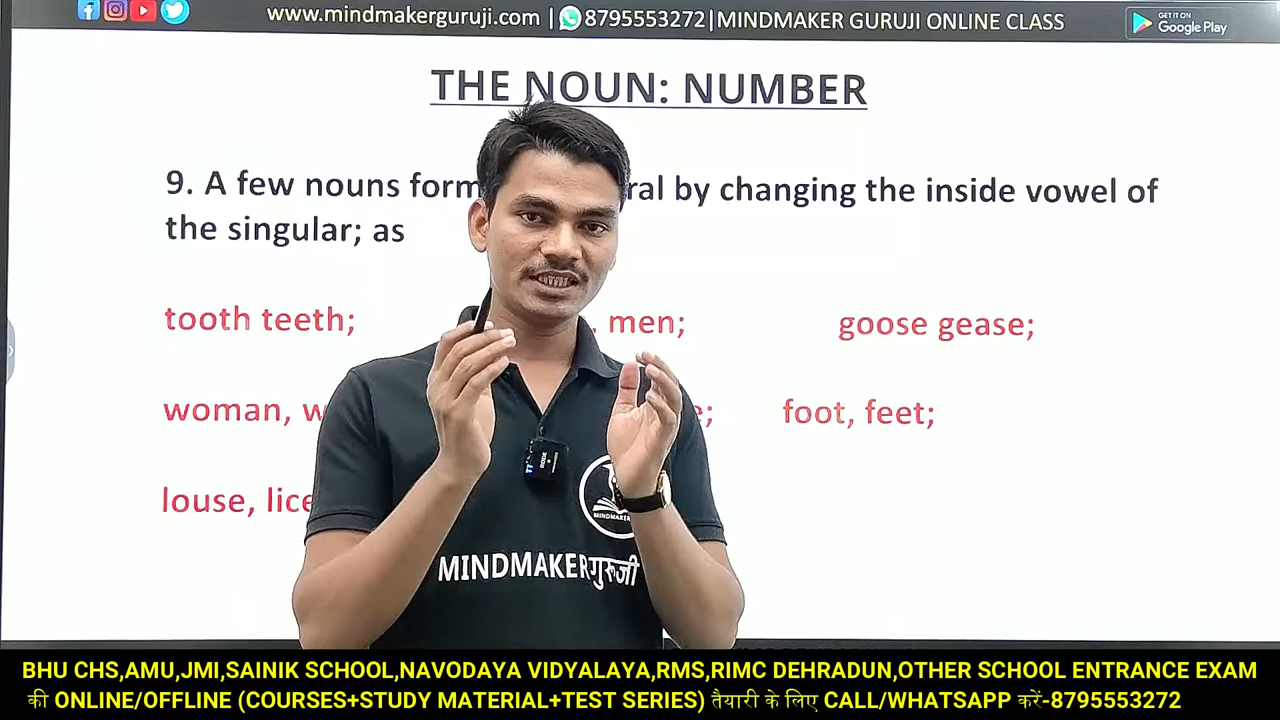 www.mindmakerguruji.com | 8795553272|MINDMAKER GURUJI ONLINE CLASS
GET IT ON
Google Play
THE NOUN: NUMBER
9. A few nouns form ral by changing the inside vowel of
the singular; as
tooth teeth; , men; goose gease;
woman, w e; foot, feet;
louse, lice
RODE
MINDMAKER
MINDMAKERगुरूजी
BHU CHS,AMU,JMI,SAINIK SCHOOL,NAVODAYA VIDYALAYA,RMS,RIMC DEHRADUN,OTHER SCHOOL ENTRANCE EXAM
की ONLINE/OFFLINE (COURSES+STUDY MATERIAL+TEST SERIES) तैयारी के लिए CALL/WHATSAPP करें-8795553272